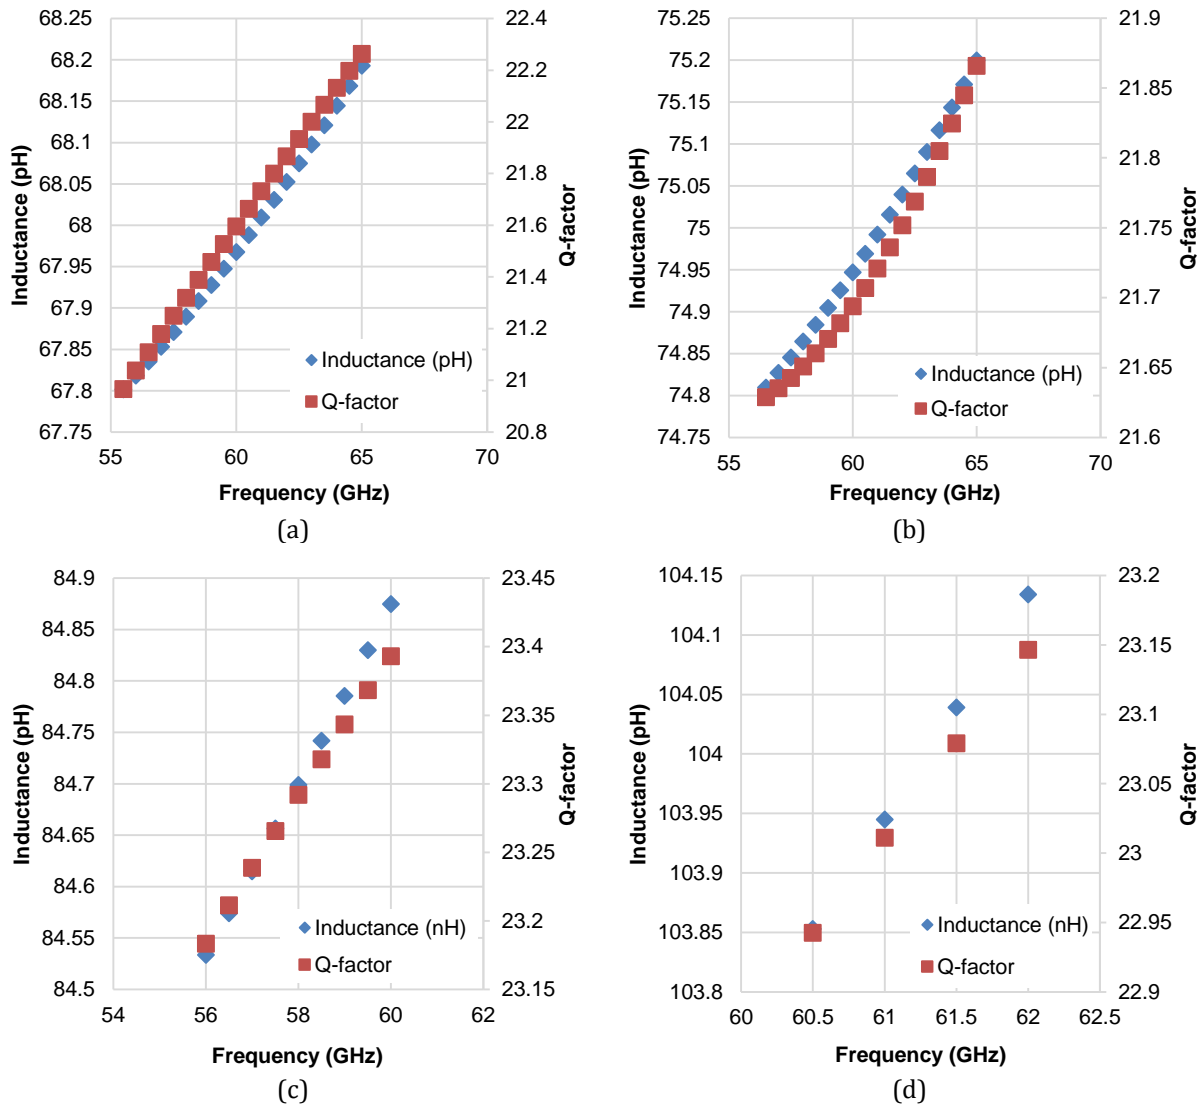 68.25
68.2
68.15
68.1
68.05
68
67.95
67.9
67.85
67.8
67.75
Inductance (pH)
22.4
22.2
22
21.8
21.6
21.4
21.2
21
20.8
Q-factor
Inductance (pH)
Q-factor
55 60 65 70
Frequency (GHz)
(a)
75.25
75.2
75.15
75.1
75.05
75
74.95
74.9
74.85
74.8
74.75
Inductance (pH)
21.9
21.85
21.8
21.75
21.7
21.65
21.6
Q-factor
Inductance (pH)
Q-factor
55 60 65 70
Frequency (GHz)
(b)
84.9
84.85
84.8
84.75
84.7
84.65
84.6
84.55
84.5
Inductance (pH)
23.45
23.4
23.35
23.3
23.25
23.2
23.15
Q-factor
Inductance (nH)
Q-factor
54 56 58 60 62
Frequency (GHz)
(c)
104.15
104.1
104.05
104
103.95
103.9
103.85
103.8
Inductance (pH)
23.2
23.15
23.1
23.05
23
22.95
22.9
Q-factor
Inductance (nH)
Q-factor
60 60.5 61 61.5 62 62.5
Frequency (GHz)
(d)